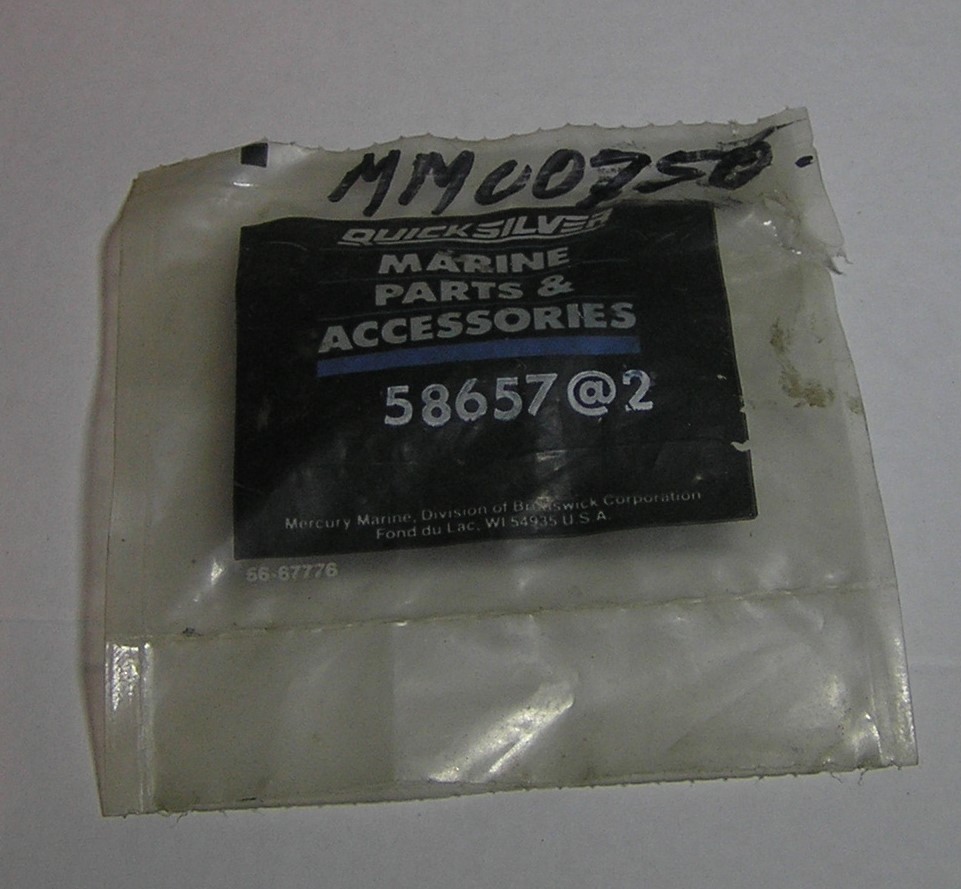 MM00750.
QUICKSILVER
MARINE
PARTS &
ACCESSORIES
58657@2
Mercury Marine, Division of Brunswick Corporation
Fond du Lac, WI 54935 U.S.A.
56-67776